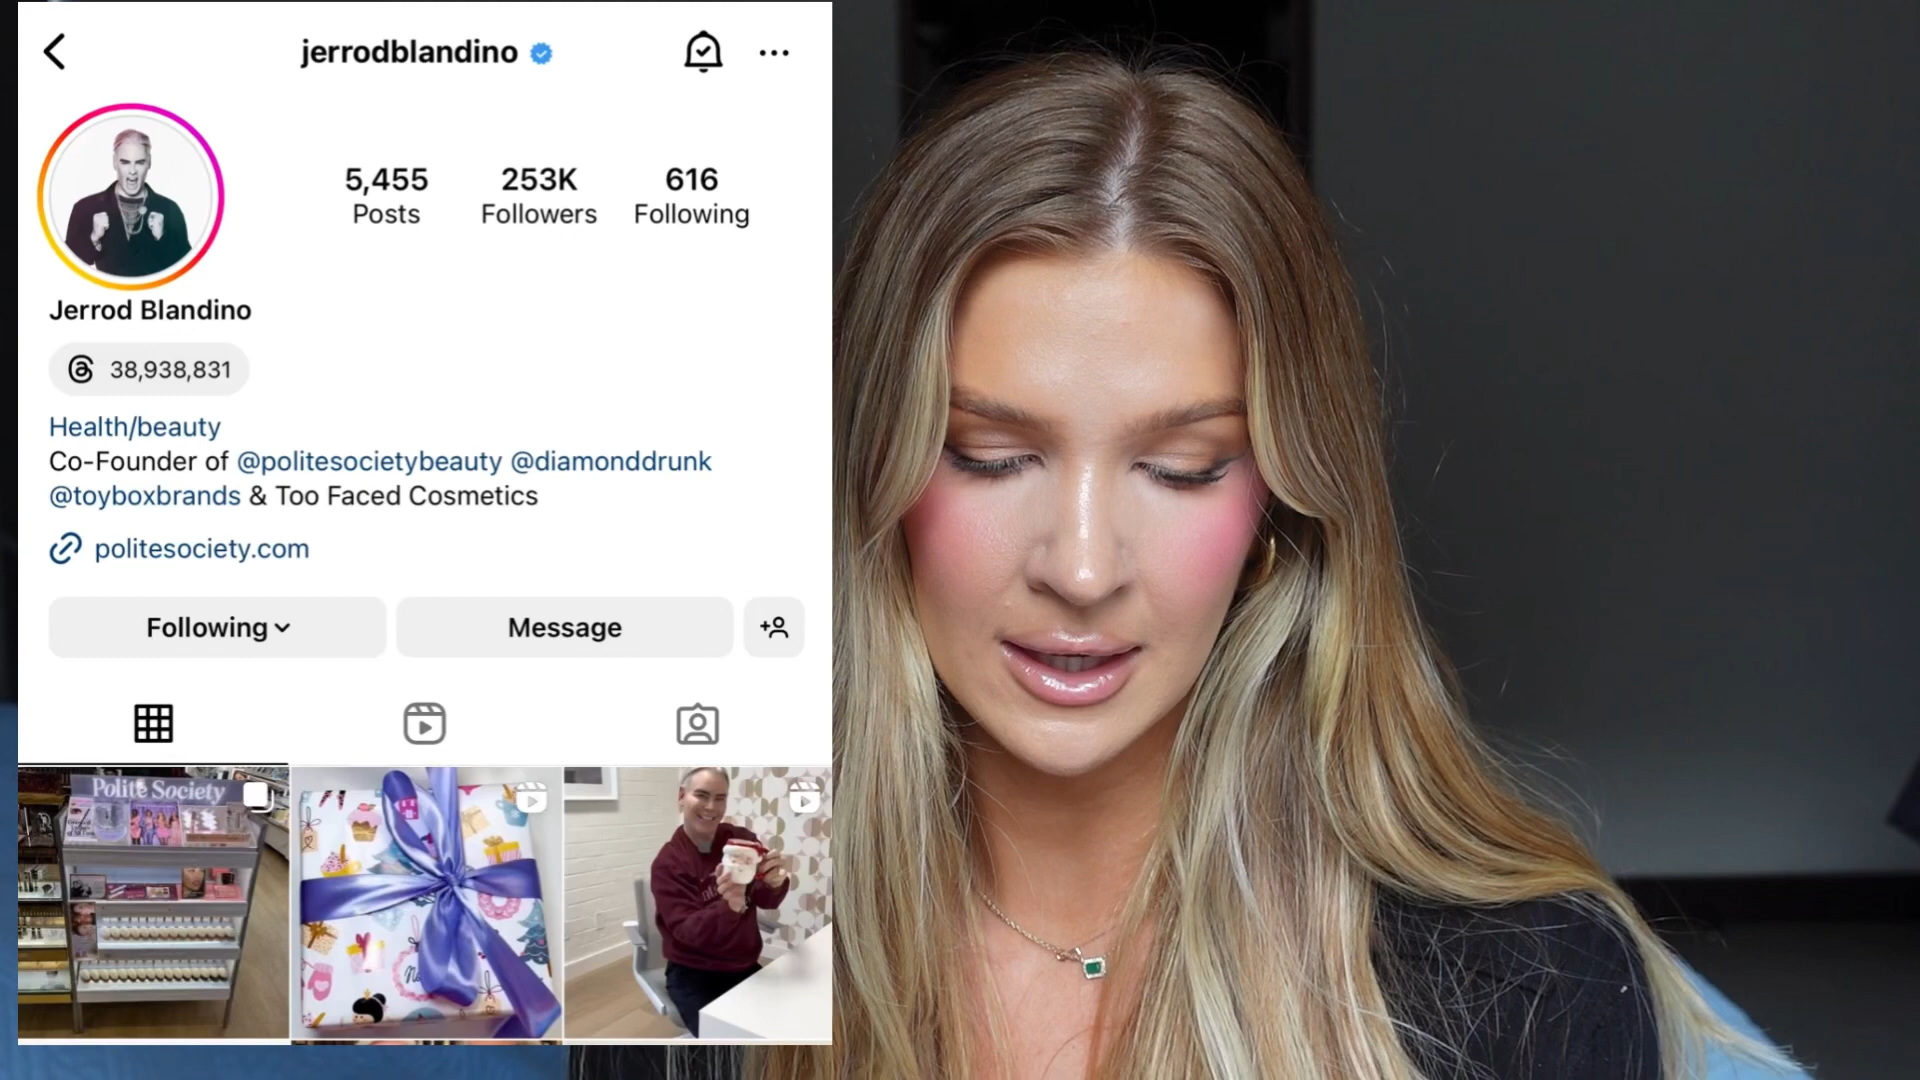 jerrodblandino
5,455
Posts
253K
Followers
616
Following
Jerrod Blandino
38,938,831
Health/beauty
Co-Founder of @politesocietybeauty @diamonddrunk
@toyboxbrands & Too Faced Cosmetics
politesociety.com
Following
Message
Polite Society